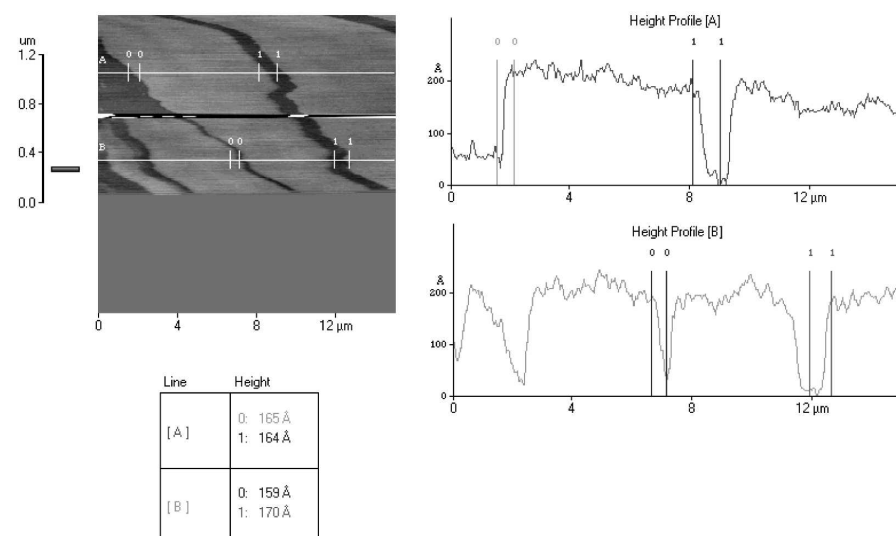 um
1.2
0.8
0.4
0.0
A
0 0
1 1
B
0 0
1 1
0 4 8 12 µm
Height Profile [A]
0 0
1 1
Å
200
100
0
0 4 8 12 µm
Height Profile [B]
0 0
1 1
Å
200
100
0
0 4 8 12 µm
Line Height
[A] 0: 165 Å
1: 164 Å
[B] 0: 159 Å
1: 170 Å